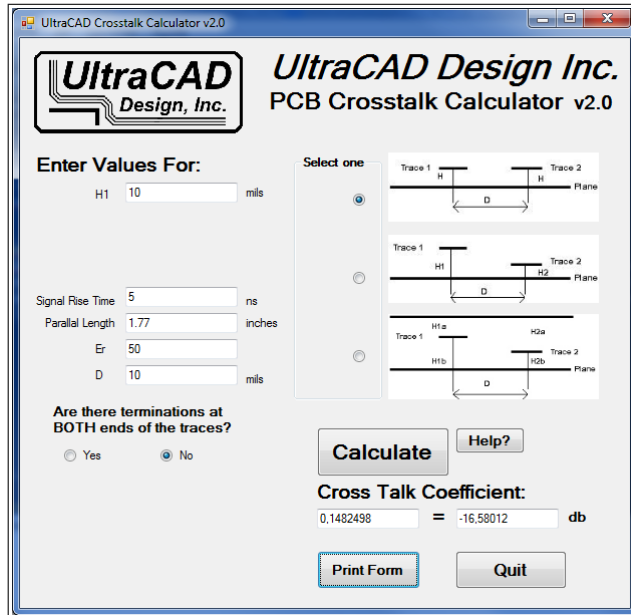 UltraCAD Crosstalk Calculator v2.0
UltraCAD
Design, Inc.
UltraCAD Design Inc.
PCB Crosstalk Calculator v2.0
Enter Values For:
H1 10 mils
Signal Rise Time 5 ns
Parallal Length 1.77 inches
Er 50
D 10 mils
Are there terminations at
BOTH ends of the traces?
Yes No
Select one
Trace 1 Trace 2
H H
Plane
D
Trace 1
Trace 2
H1 H2
Plane
D
H1a H2a
Trace 1
Trace 2
H1b H2b
Plane
D
Calculate Help?
Cross Talk Coefficient:
0,1482498 = -16,58012 db
Print Form Quit